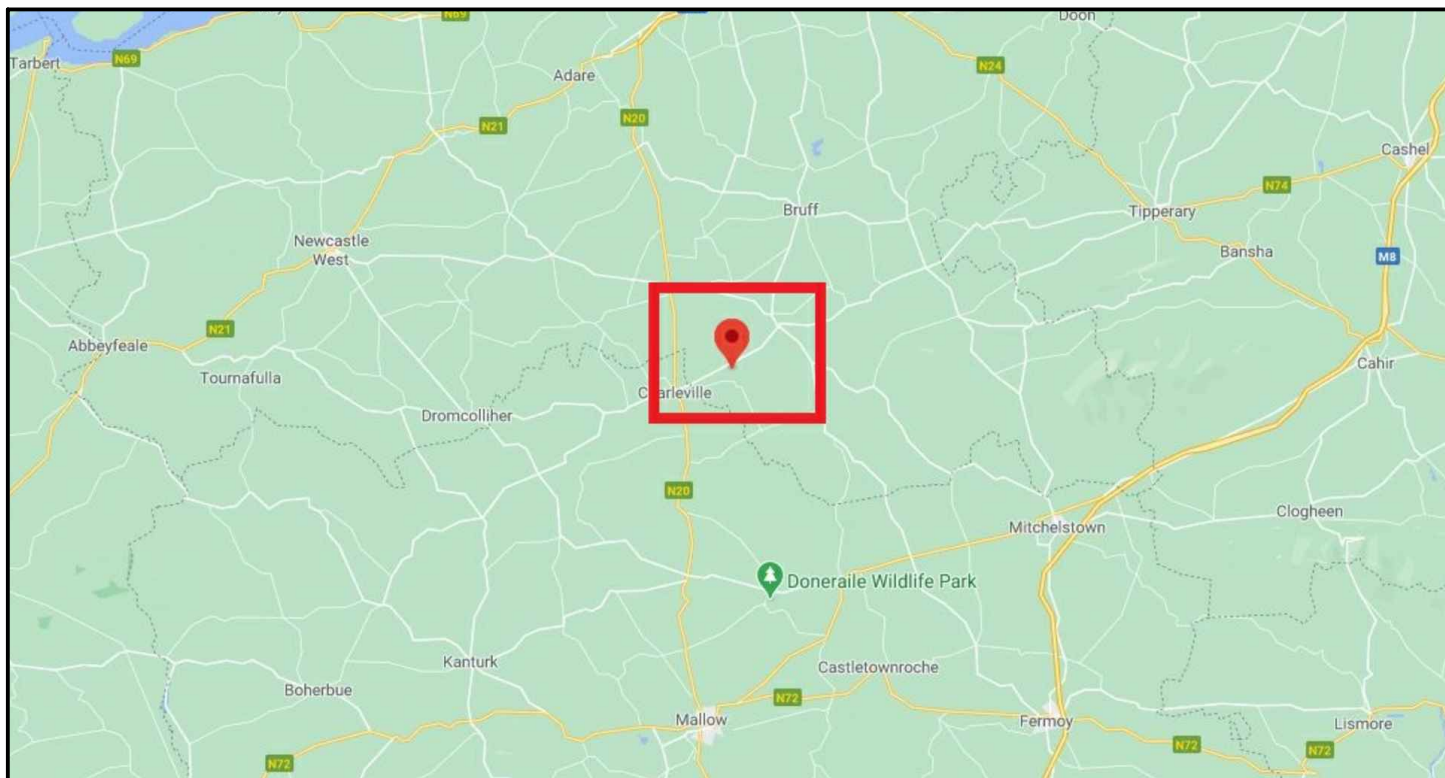 Doon
N69
Tarbert
N69
Adare
N24
N20
N21
Cashel
N74
Bruff
Tipperary
Newcastle
West
Bansha
M8
N21
Abbeyfeale
Cahir
Tournafulla
Charleville
Dromcolliher
N20
Clogheen
Mitchelstown
Doneraile Wildlife Park
Kanturk
Castletownroche
Boherbue
N72
Mallow
Fermoy
Lismore
N72
N72
N72